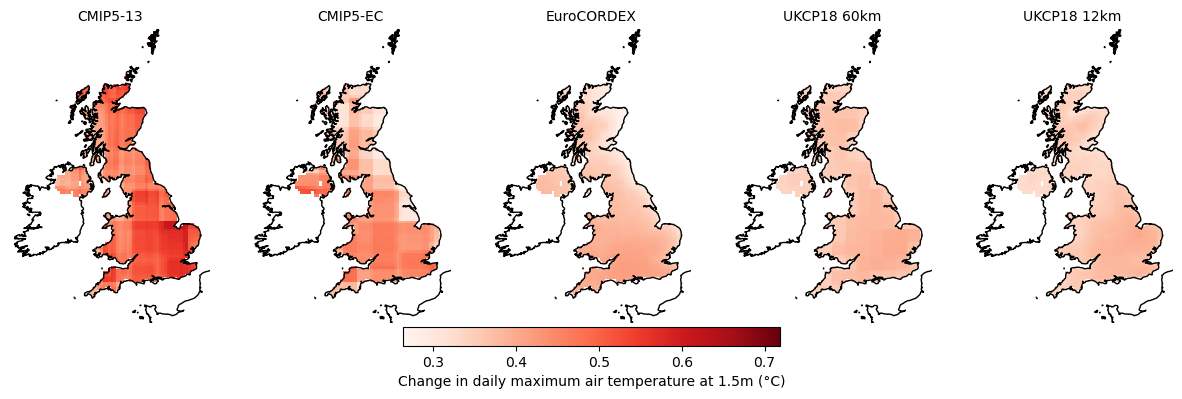 CMIP5-13 CMIP5-EC EuroCORDEX UKCP18 60km UKCP18 12km
0.3 0.4 0.5 0.6 0.7
Change in daily maximum air temperature at 1.5m (°C)